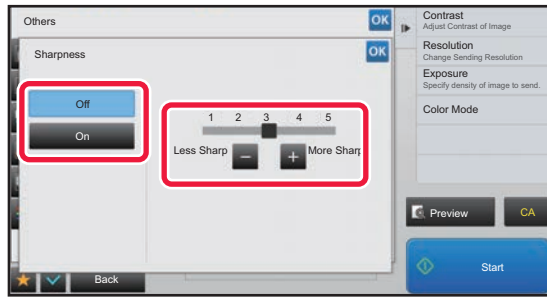 Others
OK
Sharpness
OK
Off
On
1 2 3 4 5
Less Sharp
More Sharp
Back
Contrast
Adjust Contrast of Image
Resolution
Change Sending Resolution
Exposure
Specify density of image to send.
Color Mode
Preview
CA
Start